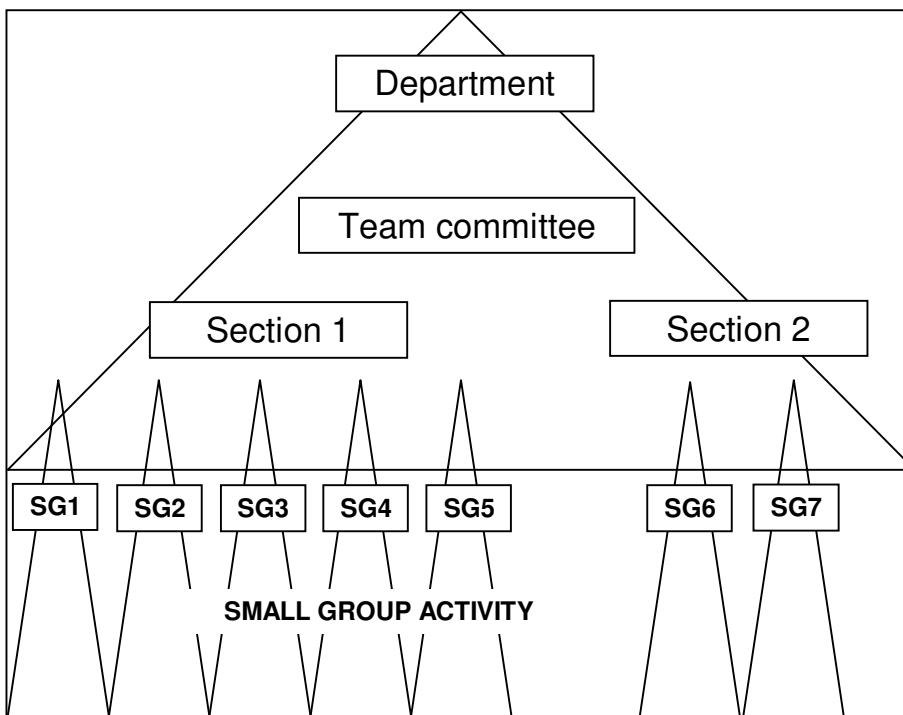 Department
Team committee
Section 1
Section 2
SG1
SG2
SG3
SG4
SG5
SG6
SG7
SMALL GROUP ACTIVITY